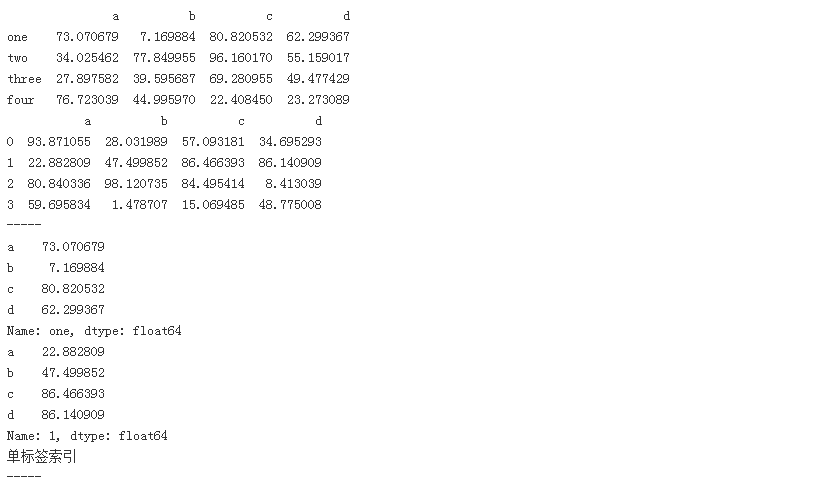 a          b          c          d
one    73.070679   7.169884  80.820532  62.299367
two    34.025462  77.849955  96.160170  55.159017
three  27.897582  39.595687  69.280955  49.477429
four   76.723039  44.995970  22.408450  23.273089
           a          b          c          d
0  93.871055  28.031989  57.093181  34.695293
1  22.882809  47.499852  86.466393  86.140909
2  80.840336  98.120735  84.495414   8.413039
3  59.695834   1.478707  15.069485  48.775008
-----
a    73.070679
b     7.169884
c    80.820532
d    62.299367
Name: one, dtype: float64
a    22.882809
b    47.499852
c    86.466393
d    86.140909
Name: 1, dtype: float64
单标签索引
-----